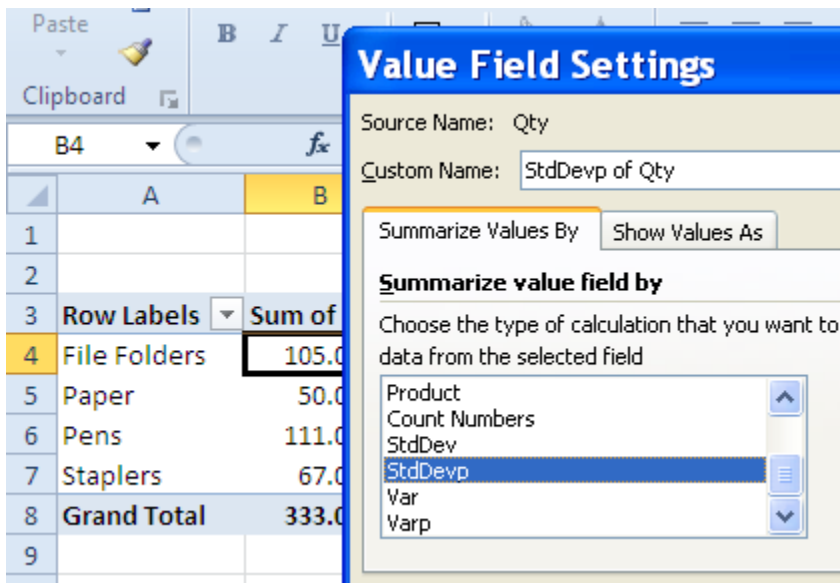 Paste
B I U
Clipboard
B4 fx
A B
1
2
3 Row Labels Sum of
4 File Folders 105.0
5 Paper 50.0
6 Pens 111.0
7 Staplers 67.0
8 Grand Total 333.0
9
Value Field Settings
Source Name: Qty
Custom Name: StdDevp of Qty
Summarize Values By Show Values As
Summarize value field by
Choose the type of calculation that you want to
data from the selected field
Product
Count Numbers
StdDev
StdDevp
Var
Varp